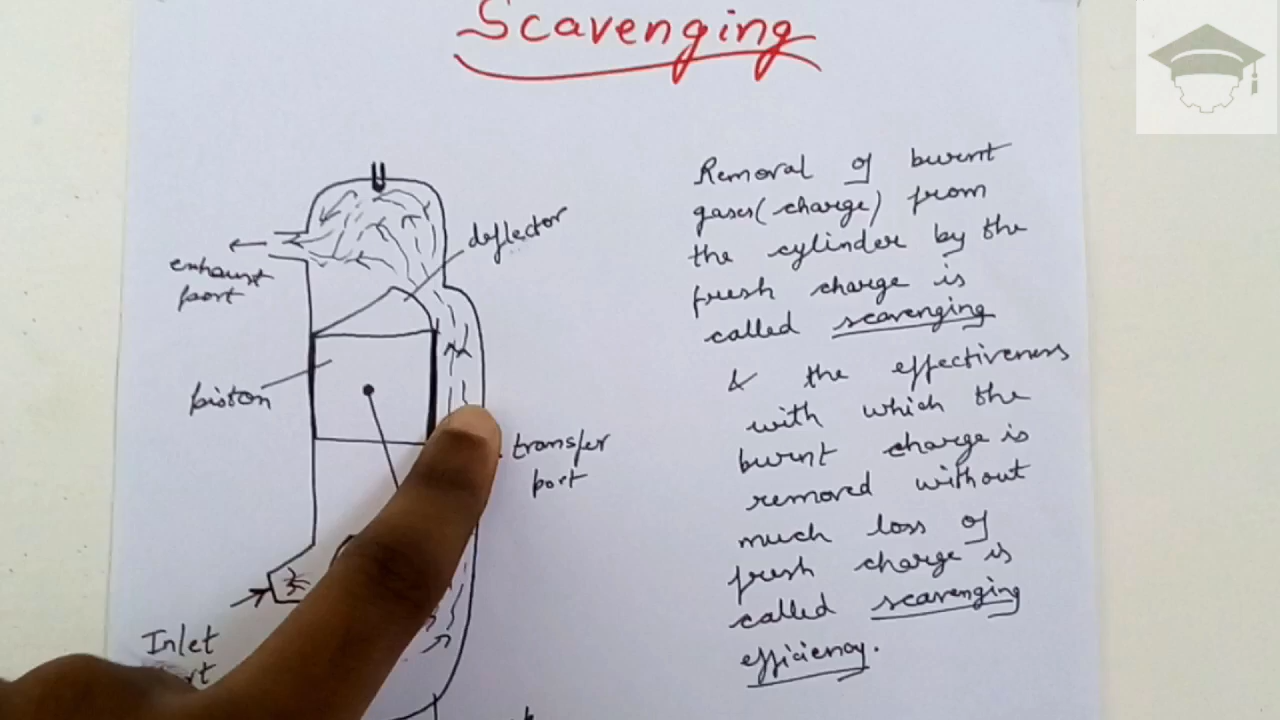 Scavenging
deflector
exhaust
port
piston
transfer
port
Inlet
Removal of burnt
gases (charge) from
the cylinder by the
fresh charge is
called scavenging
& the effectiveness
with which the
burnt charge is
removed without
much loss of
fresh charge is
called scavenging
efficiency.